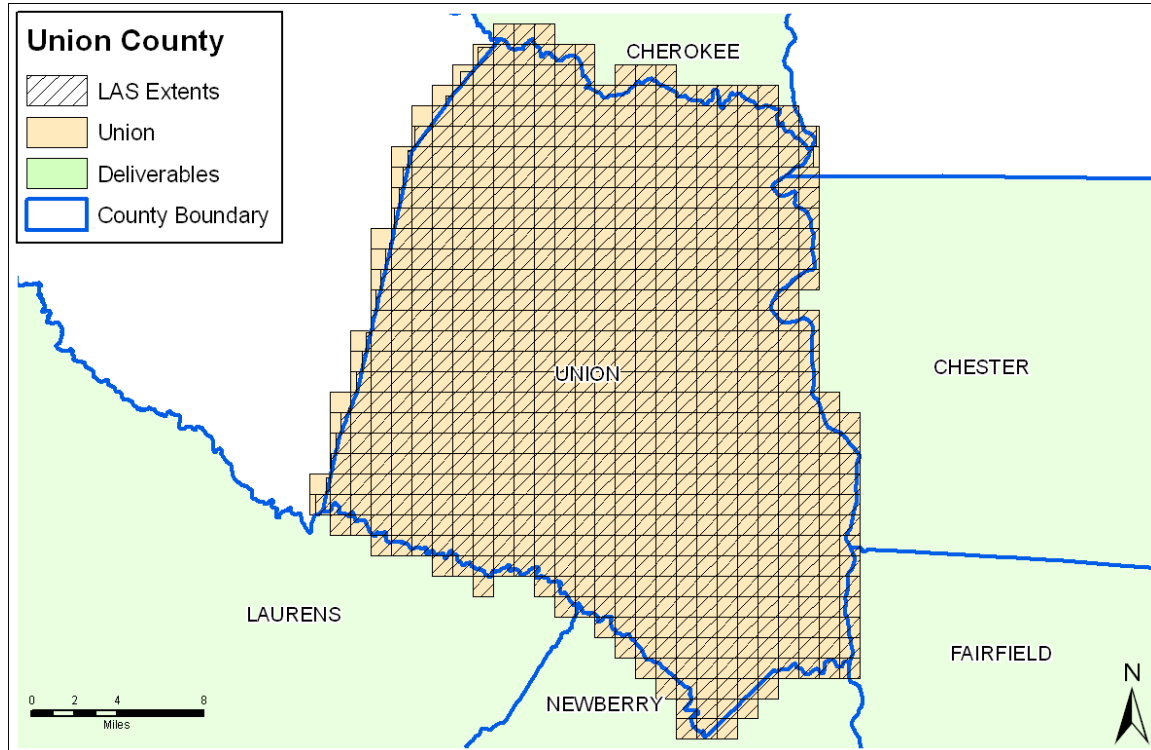 Union County
LAS Extents
Union
Deliverables
County Boundary
CHEROKEE
CHESTER
UNION
LAURENS
FAIRFIELD
NEWBERRY
N
0 2 4 8
Miles